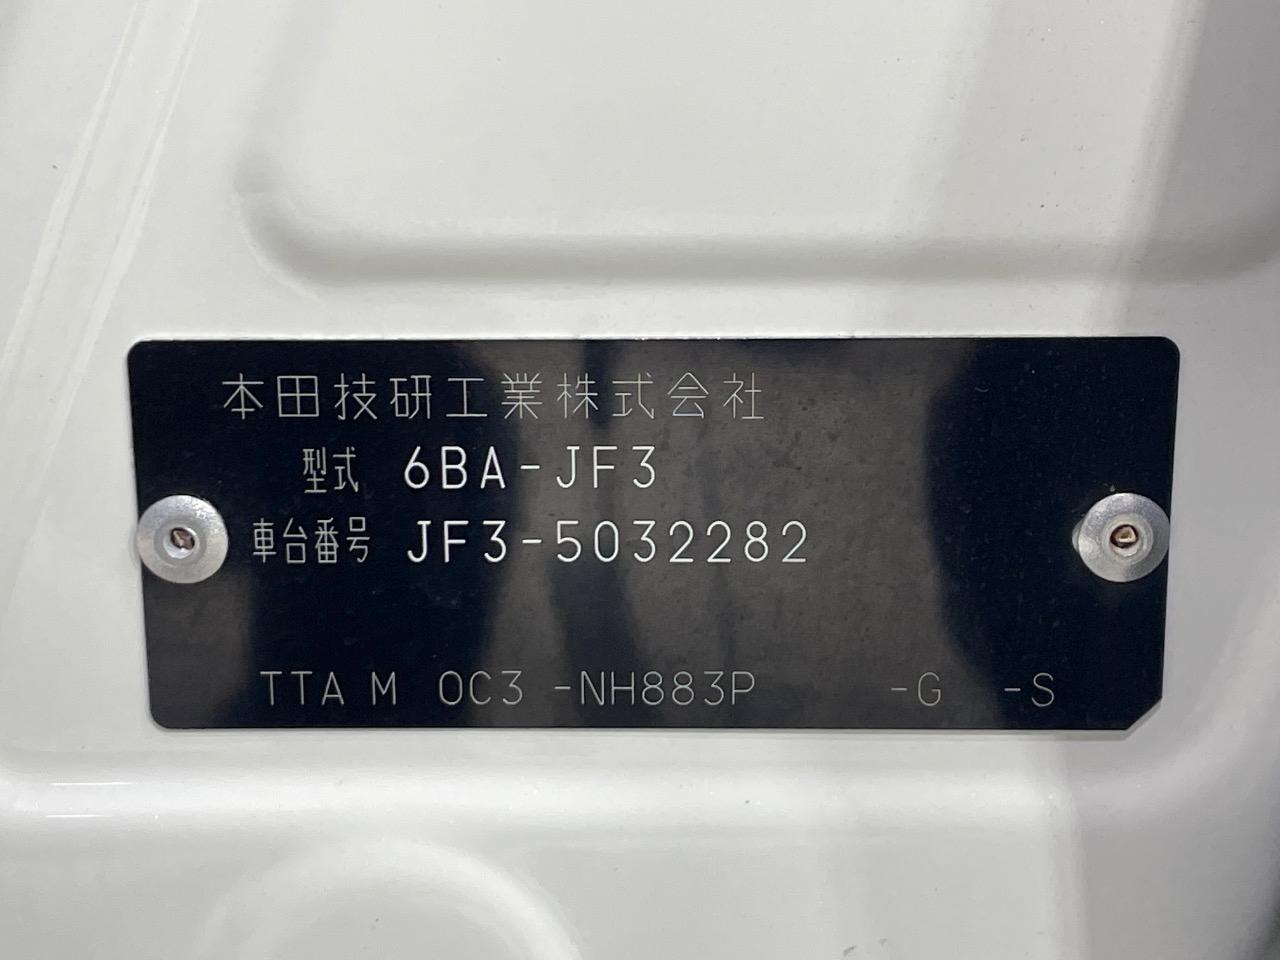 本田技研工業株式会社
型式 6BA-JF3
車台番号 JF3-5032282
TTA M 0C3 -NH883P -G -S